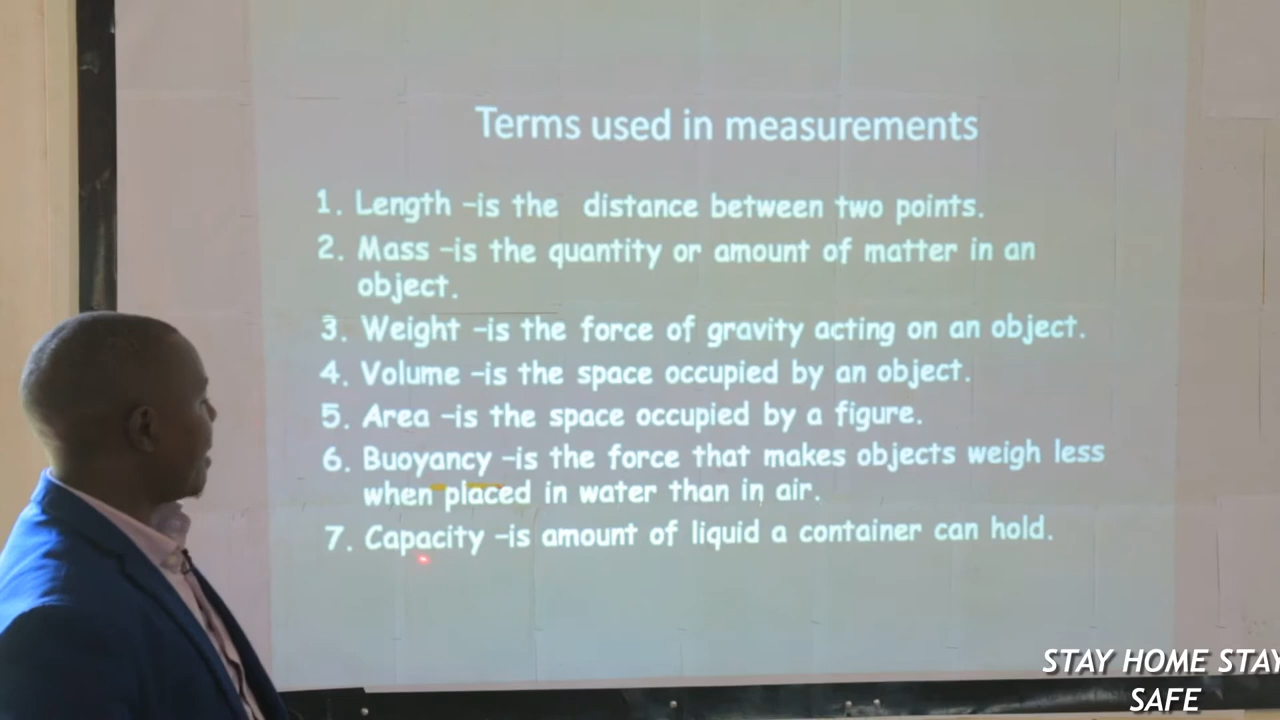 Terms used in measurements
1. Length –is the distance between two points.
2. Mass –is the quantity or amount of matter in an
object.
3. Weight –is the force of gravity acting on an object.
4. Volume –is the space occupied by an object.
5. Area –is the space occupied by a figure.
6. Buoyancy –is the force that makes objects weigh less
when placed in water than in air.
7. Capacity –is amount of liquid a container can hold.
STAY HOME STAY
SAFE